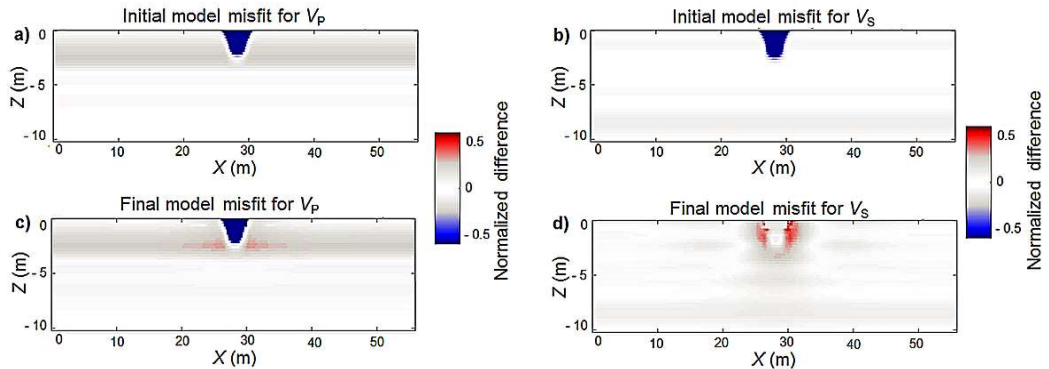 Initial model misfit for VP
a)
0
Z (m)
- 5
- 10
0 10 20 30 40 50
X (m)
Initial model misfit for VS
b)
0
Z (m)
- 5
- 10
0 10 20 30 40 50
X (m)
0.5
0
- 0.5
Normalized difference
0.5
0
- 0.5
Normalized difference
Final model misfit for VP
c)
0
Z (m)
-5
- 10
0 10 20 30 40 50
X (m)
Final model misfit for VS
d)
0
Z (m)
- 5
- 10
0 10 20 30 40 50
X (m)